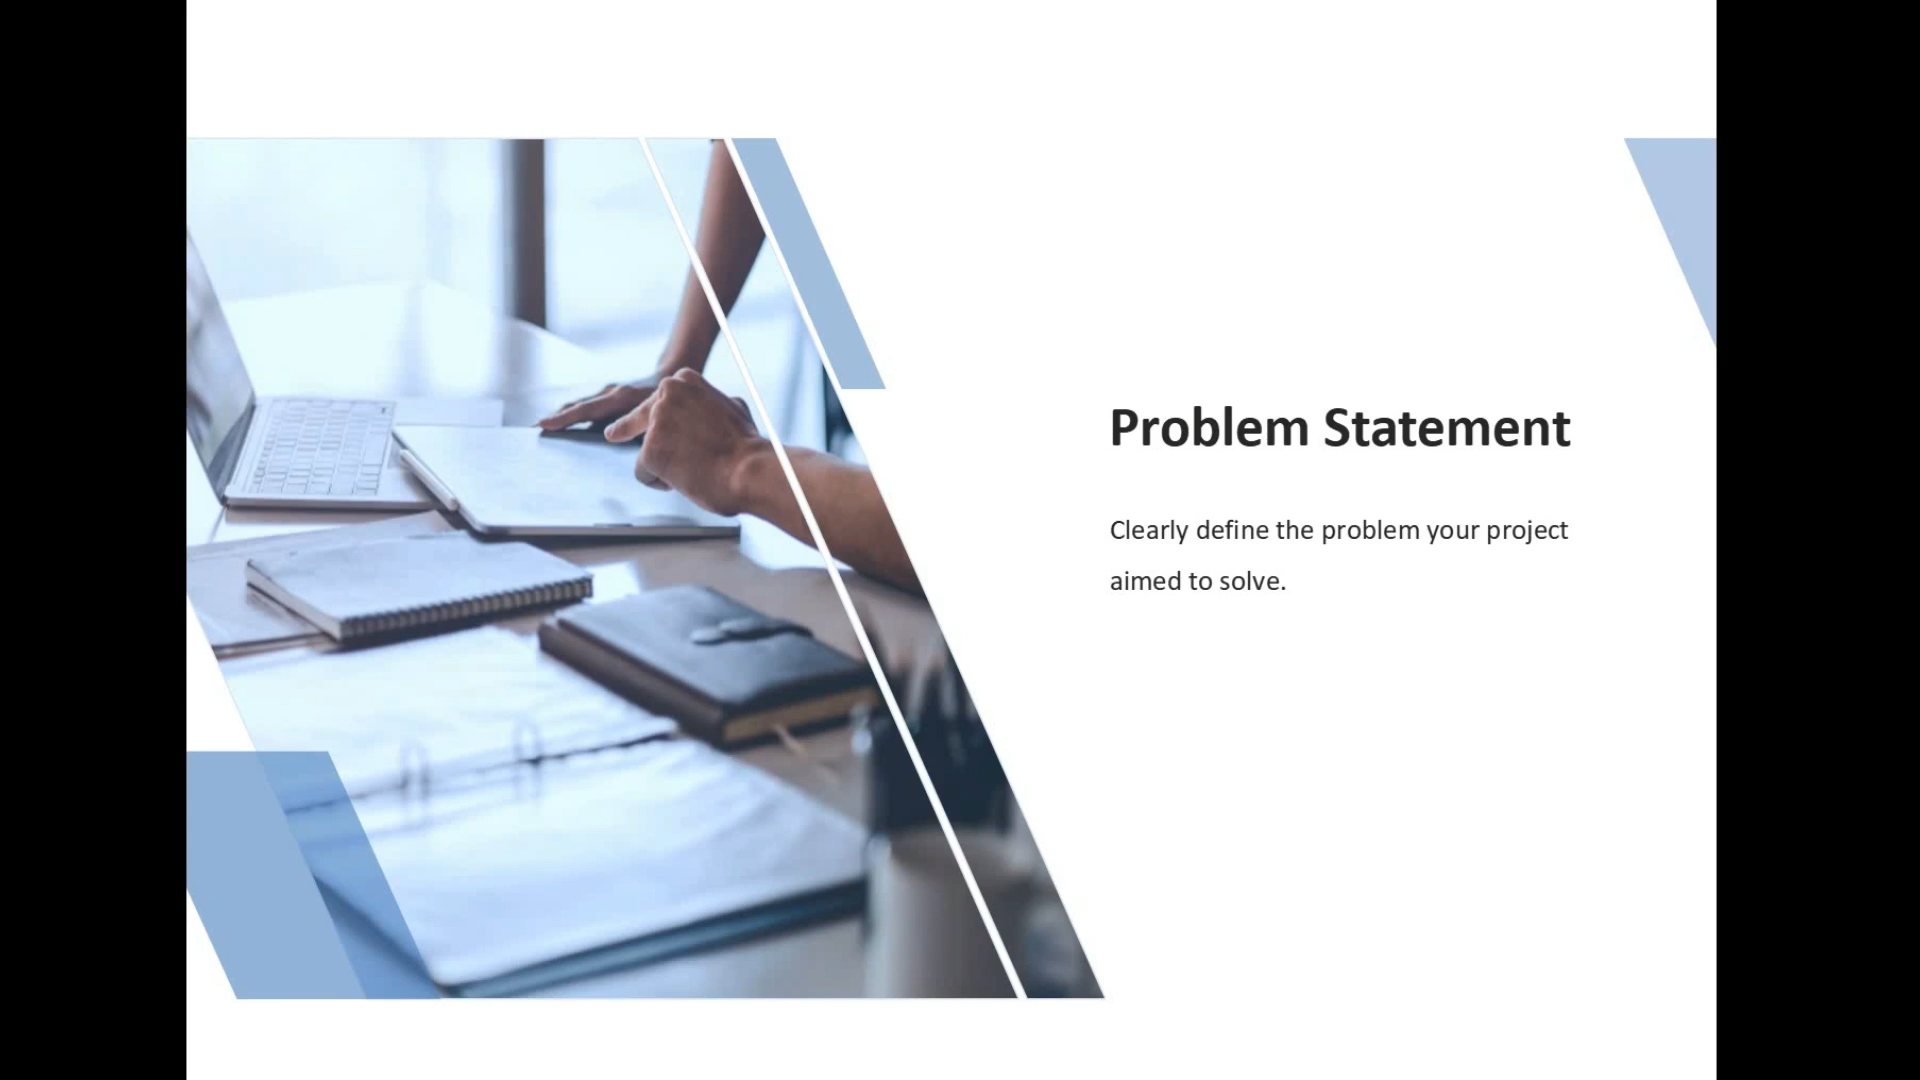 Problem Statement
Clearly define the problem your project
aimed to solve.